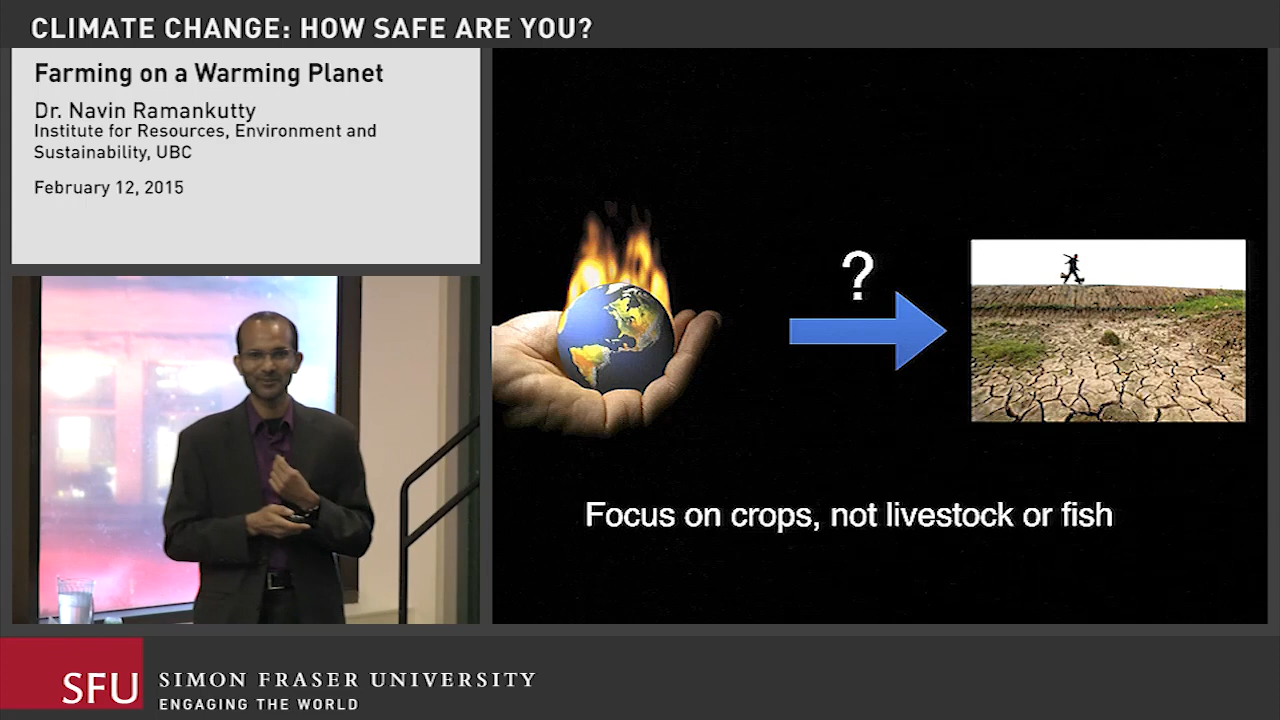 CLIMATE CHANGE: HOW SAFE ARE YOU?
Farming on a Warming Planet
Dr. Navin Ramankutty
Institute for Resources, Environment and
Sustainability, UBC
February 12, 2015
?
Focus on crops, not livestock or fish
SFU
SIMON FRASER UNIVERSITY
ENGAGING THE WORLD